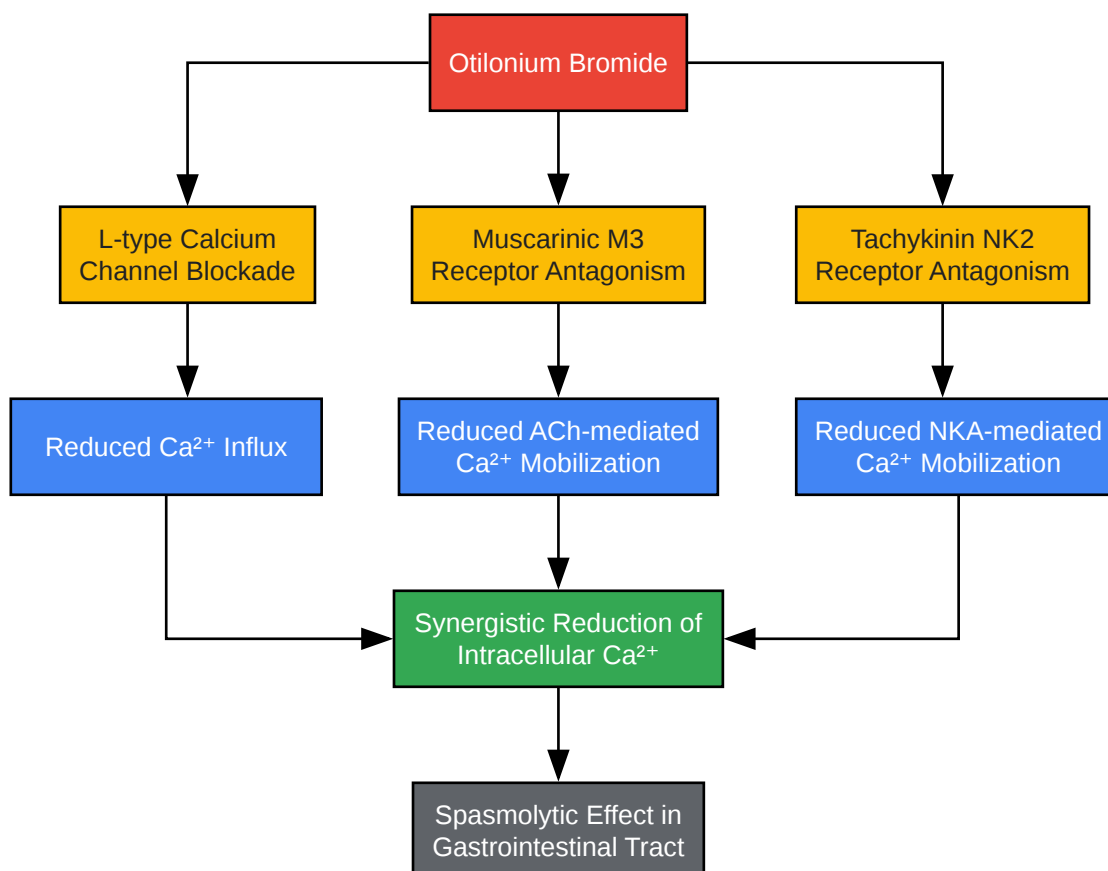 Otilonium Bromide
L-type Calcium
Channel Blockade
Muscarinic M3
Receptor Antagonism
Tachykinin NK2
Receptor Antagonism
Reduced Ca²⁺ Influx
Reduced ACh-mediated
Ca²⁺ Mobilization
Reduced NKA-mediated
Ca²⁺ Mobilization
Synergistic Reduction of
Intracellular Ca²⁺
Spasmolytic Effect in
Gastrointestinal Tract